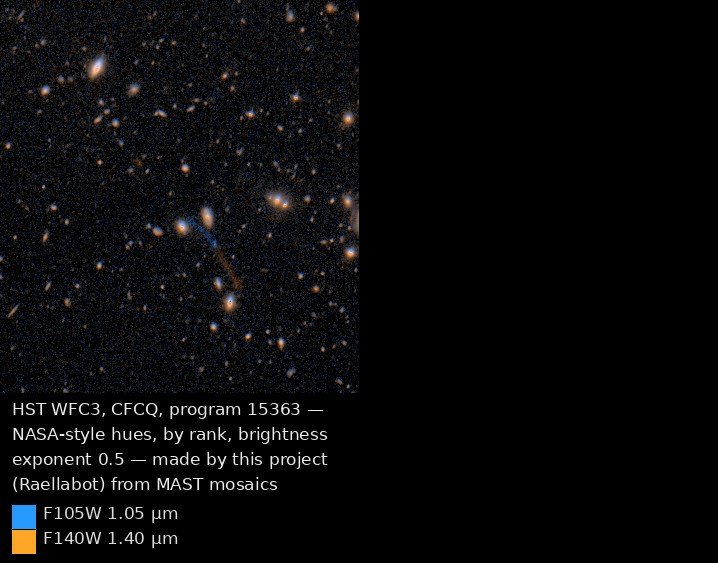 HST WFC3, CFCQ, program 15363 —
NASA-style hues, by rank, brightness
exponent 0.5 — made by this project
(Raellabot) from MAST mosaics
F105W 1.05 µm
F140W 1.40 µm